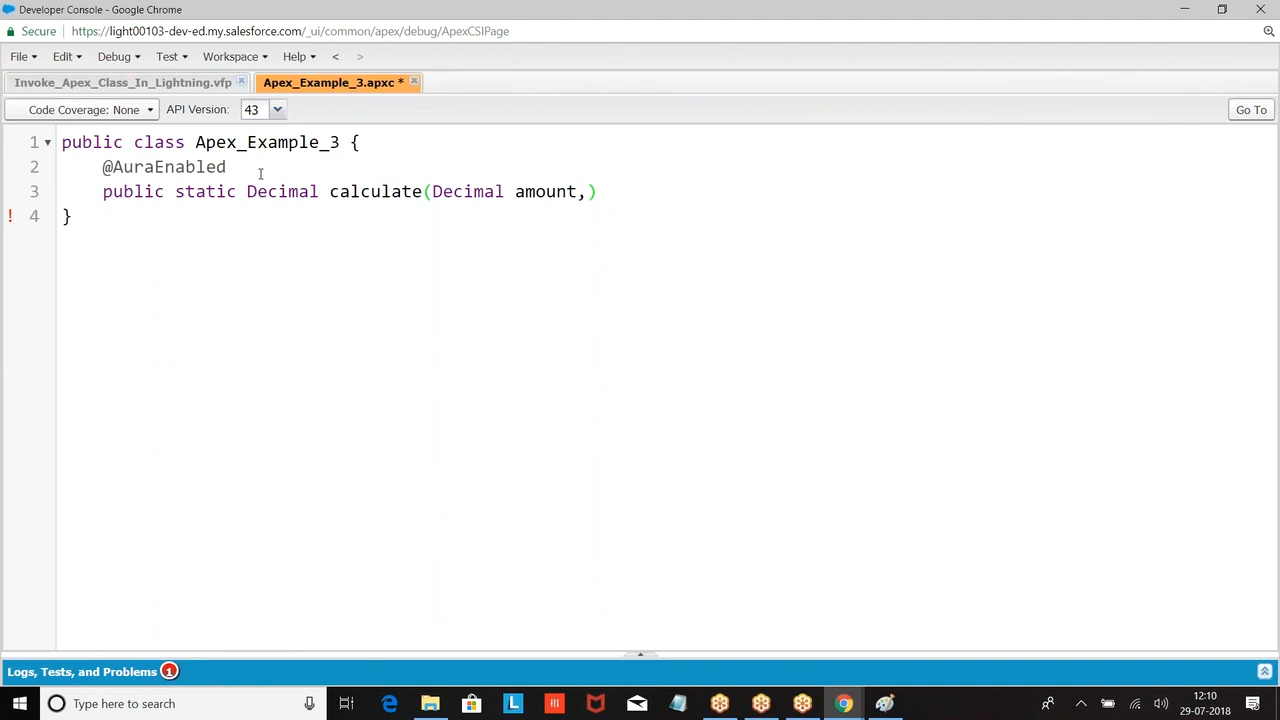 Developer Console - Google Chrome
Secure https://light00103-dev-ed.my.salesforce.com/_ui/common/apex/debug/ApexCSIPage
File Edit Debug Test Workspace Help < >
Invoke_Apex_Class_In_Lightning.vfp Apex_Example_3.apxc *
Code Coverage: None API Version: 43 Go To
1 public class Apex_Example_3 {
2 @AuraEnabled
3 public static Decimal calculate(Decimal amount,)
! 4 }
Logs, Tests, and Problems 1
Type here to search
12:10
29-07-2018